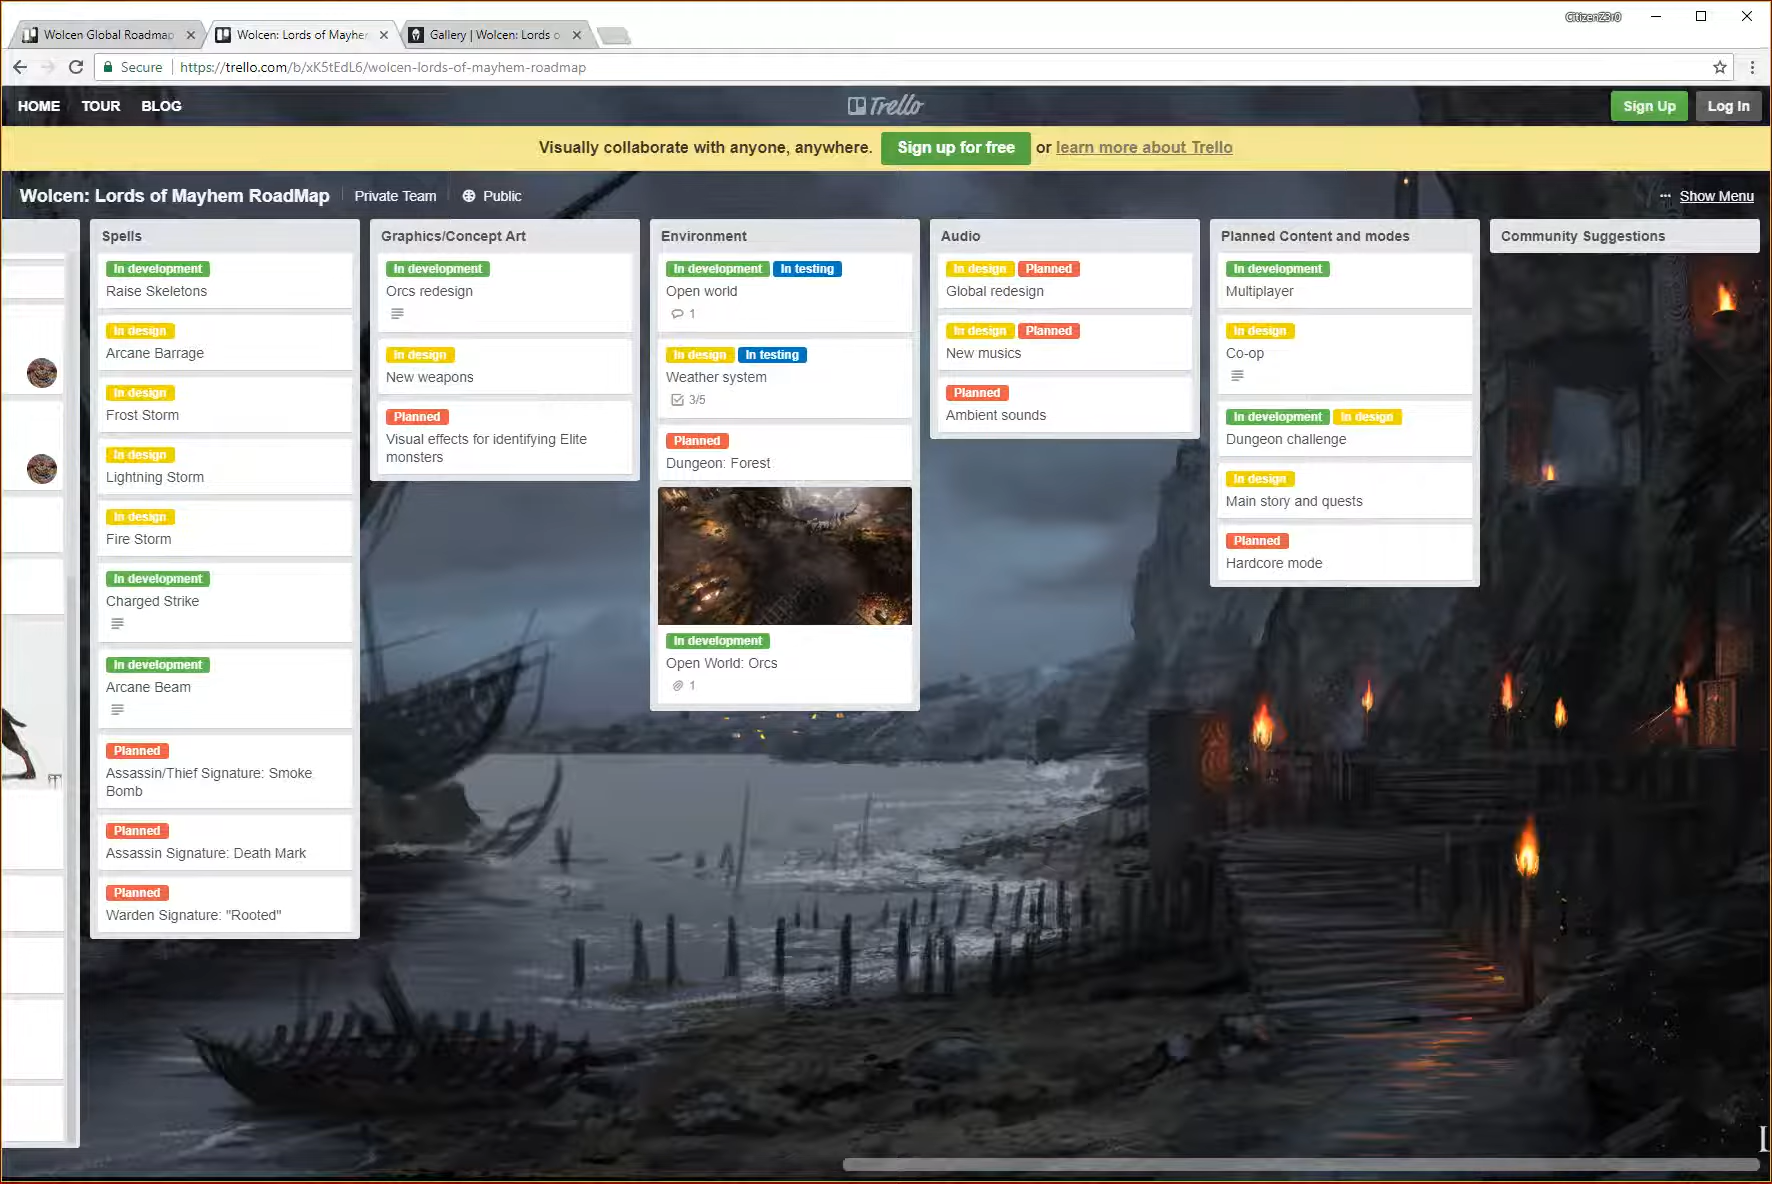 Citizen23r0
Wolcen Global Roadmap
Wolcen: Lords of Mayhem
Gallery | Wolcen: Lords o
Secure
https://trello.com/b/xK5tEdL6/wolcen-lords-of-mayhem-roadmap
HOME TOUR BLOG
Trello
Sign Up Log In
Visually collaborate with anyone, anywhere. Sign up for free or learn more about Trello
Wolcen: Lords of Mayhem RoadMap Private Team Public
Show Menu
Spells
In development
Raise Skeletons
In design
Arcane Barrage
In design
Frost Storm
In design
Lightning Storm
In design
Fire Storm
In development
Charged Strike
In development
Arcane Beam
Planned
Assassin/Thief Signature: Smoke
Bomb
Planned
Assassin Signature: Death Mark
Planned
Warden Signature: "Rooted"
Graphics/Concept Art
In development
Orcs redesign
In design
New weapons
Planned
Visual effects for identifying Elite
monsters
Environment
In development In testing
Open world
1
In design In testing
Weather system
3/5
Planned
Dungeon: Forest
In development
Open World: Orcs
1
Audio
In design Planned
Global redesign
In design Planned
New musics
Planned
Ambient sounds
Planned Content and modes
In development
Multiplayer
In design
Co-op
In development In design
Dungeon challenge
In design
Main story and quests
Planned
Hardcore mode
Community Suggestions